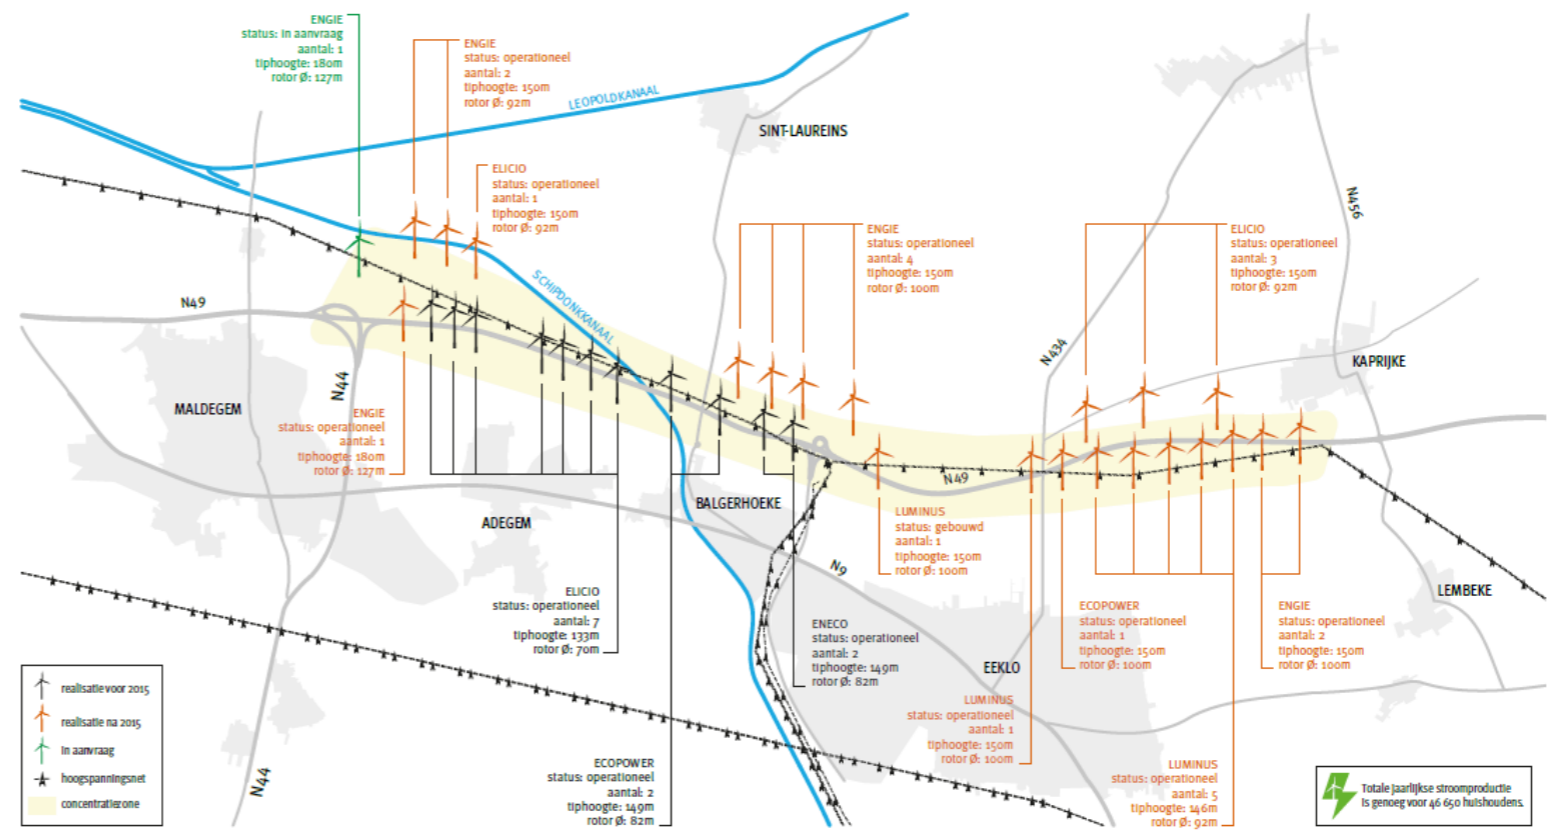 ENGIE
status: in aanvraag
aantal: 1
tiphoogte: 180m
rotor Ø: 127m
ENGIE
status: operationeel
aantal: 2
tiphoogte: 150m
rotor Ø: 92m
LEOPOLDKANAAL
SINT-LAUREINS
ELICIO
status: operationeel
aantal: 1
tiphoogte: 150m
rotor Ø: 92m
N456
ENGIE
status: operationeel
aantal: 4
tiphoogte: 150m
rotor Ø: 100m
ELICIO
status: operationeel
aantal: 3
tiphoogte: 150m
rotor Ø: 92m
SCHIPDONKKANAAL
N49
N434
KAPRIJKE
N44
MALDEGEM
ENGIE
status: operationeel
aantal: 1
tiphoogte: 180m
rotor Ø: 127m
N49
BALGERHOEKE
ADEGEM
LUMINUS
status: gebouwd
aantal: 1
tiphoogte: 150m
rotor Ø: 100m
N9
LEMBEKE
ELICIO
status: operationeel
aantal: 7
tiphoogte: 133m
rotor Ø: 70m
ENECO
status: operationeel
aantal: 2
tiphoogte: 149m
rotor Ø: 82m
ECOPOWER
status: operationeel
aantal: 1
tiphoogte: 150m
rotor Ø: 100m
ENGIE
status: operationeel
aantal: 2
tiphoogte: 150m
rotor Ø: 100m
EEKLO
LUMINUS
status: operationeel
aantal: 1
tiphoogte: 150m
rotor Ø: 100m
realisatie voor 2015
realisatie na 2015
in aanvraag
hoogspanningsnet
concentratiezone
N44
ECOPOWER
status: operationeel
aantal: 2
tiphoogte: 149m
rotor Ø: 82m
LUMINUS
status: operationeel
aantal: 5
tiphoogte: 146m
rotor Ø: 92m
Totale jaarlijkse stroomproductie
is genoeg voor 46 650 huishoudens.